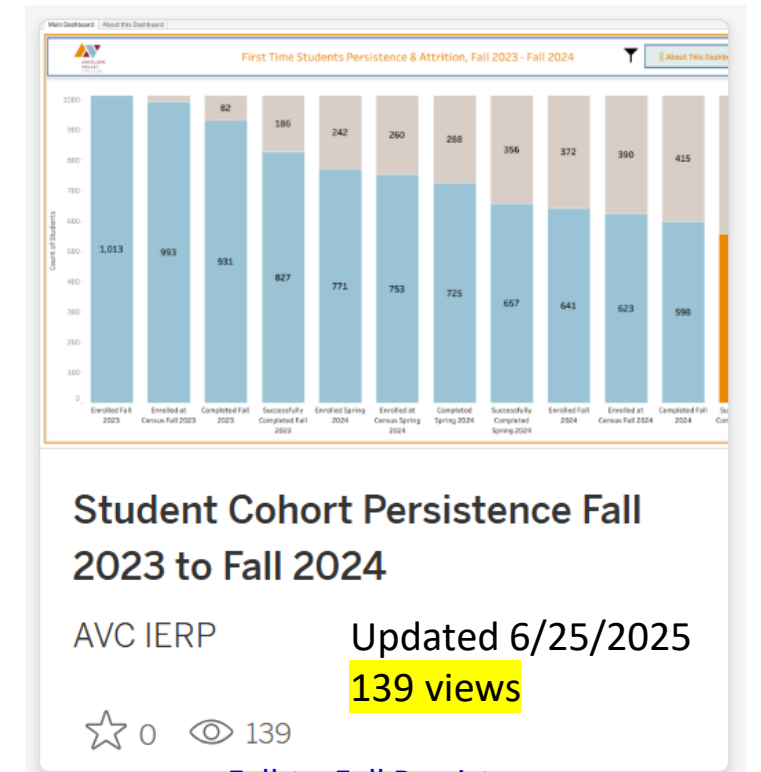 Main Dashboard About this Dashboard
ANTELOPE
VALLEY
COLLEGE
First Time Students Persistence & Attrition, Fall 2023 - Fall 2024
About This Dashb
Count of Students
1000
900
800
700
600
500
400
300
200
100
0
82 186 242 260 288 356 372 390 415
1,013 993 931 827 771 753 725 657 641 623 598
Enrolled Fall 2023
Enrolled at Census Fall 2023
Completed Fall 2023
Successfully Completed Fall 2023
Enrolled Spring 2024
Enrolled at Census Spring 2024
Completed Spring 2024
Successfully Completed Spring 2024
Enrolled Fall 2024
Enrolled at Census Fall 2024
Completed Fall 2024
Student Cohort Persistence Fall
2023 to Fall 2024
AVC IERP
Updated 6/25/2025
139 views
0 139